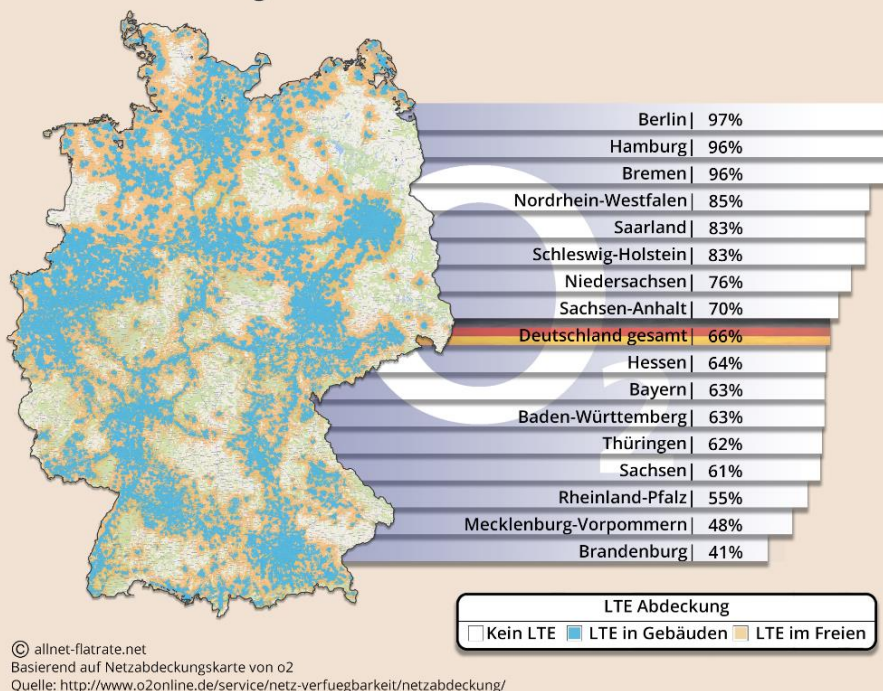 Berlin| 97%
Hamburg| 96%
Bremen| 96%
Nordrhein-Westfalen| 85%
Saarland| 83%
Schleswig-Holstein| 83%
Niedersachsen| 76%
Sachsen-Anhalt| 70%
Deutschland gesamt| 66%
Hessen| 64%
Bayern| 63%
Baden-Württemberg| 63%
Thüringen| 62%
Sachsen| 61%
Rheinland-Pfalz| 55%
Mecklenburg-Vorpommern| 48%
Brandenburg| 41%
O2
LTE Abdeckung
Kein LTE LTE in Gebäuden LTE im Freien
© allnet-flatrate.net
Basierend auf Netzabdeckungskarte von o2
Quelle: http://www.o2online.de/service/netz-verfuegbarkeit/netzabdeckung/